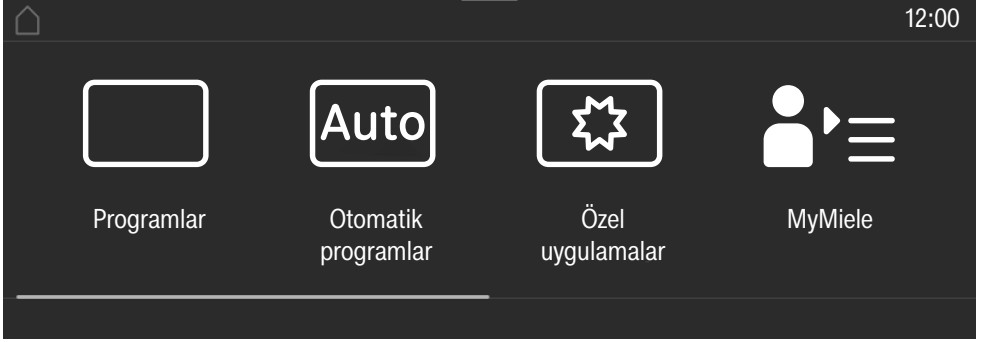 12:00
Auto
Programlar
Otomatik
programlar
Özel
uygulamalar
MyMiele